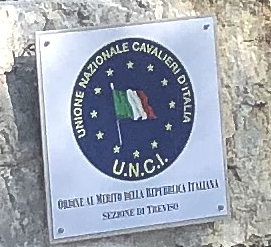 UNIONE NAZIONALE CAVALIERI D'ITALIA
U.N.C.I.
ORDINE AL MERITO DELLA REPUBBLICA ITALIANA
SEZIONE DI TREVISO